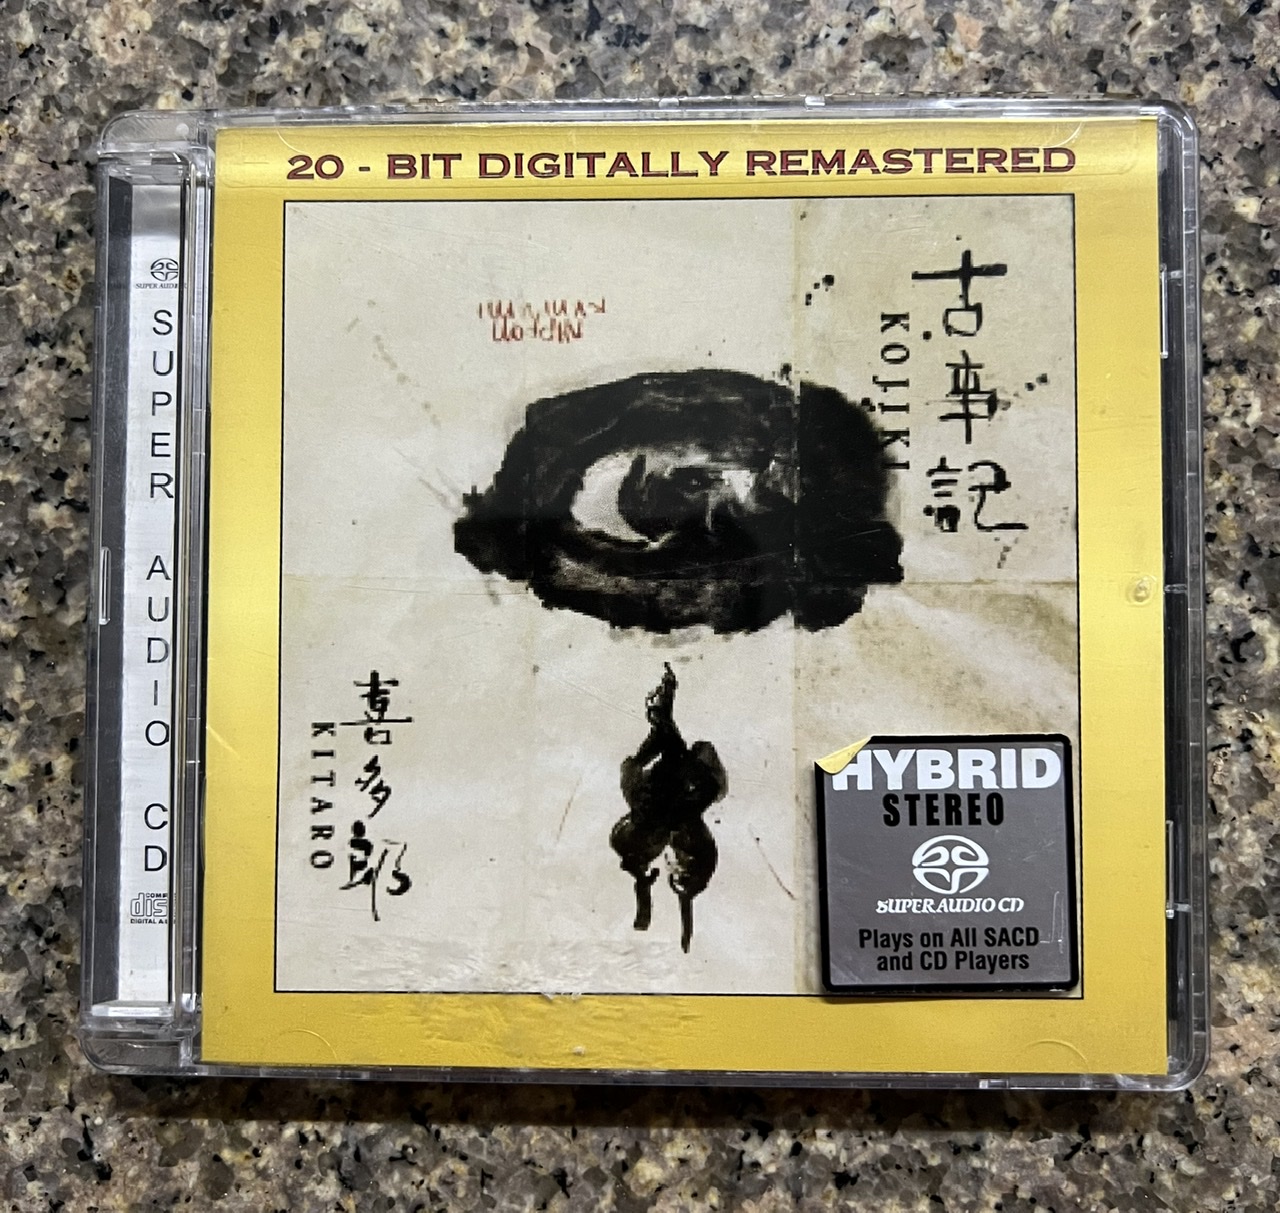 20 - BIT DIGITALLY REMASTERED
古事記
KOJIKI
喜多郎
KITARO
HYBRID
STEREO
SUPER AUDIO CD
Plays on All SACD
and CD Players
SUPER AUDIO CD